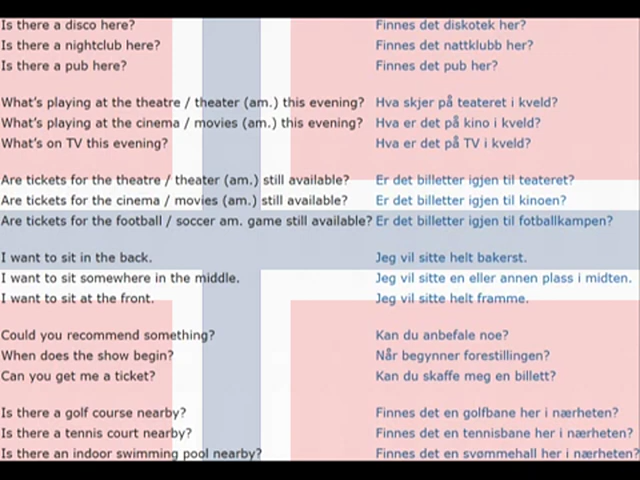 Is there a disco here? Finnes det diskotek her?
Is there a nightclub here? Finnes det nattklubb her?
Is there a pub here? Finnes det pub her?
What's playing at the theatre / theater (am.) this evening? Hva skjer på teateret i kveld?
What's playing at the cinema / movies (am.) this evening? Hva er det på kino i kveld?
What's on TV this evening? Hva er det på TV i kveld?
Are tickets for the theatre / theater (am.) still available? Er det billetter igjen til teateret?
Are tickets for the cinema / movies (am.) still available? Er det billetter igjen til kinoen?
Are tickets for the football / soccer am. game still available? Er det billetter igjen til fotballkampen?
I want to sit in the back. Jeg vil sitte helt bakerst.
I want to sit somewhere in the middle. Jeg vil sitte en eller annen plass i midten.
I want to sit at the front. Jeg vil sitte helt framme.
Could you recommend something? Kan du anbefale noe?
When does the show begin? Når begynner forestillingen?
Can you get me a ticket? Kan du skaffe meg en billett?
Is there a golf course nearby? Finnes det en golfbane her i nærheten?
Is there a tennis court nearby? Finnes det en tennisbane her i nærheten?
Is there an indoor swimming pool nearby? Finnes det en svømmehall her i nærheten?